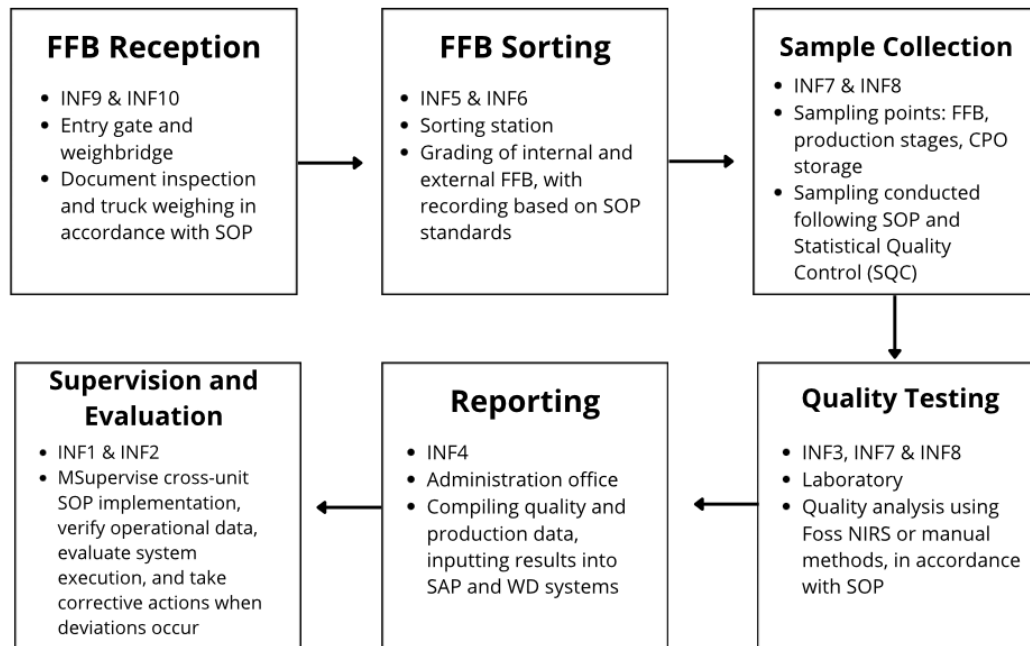 FFB Reception
• INF9 & INF10
• Entry gate and
weighbridge
• Document inspection
and truck weighing in
accordance with SOP
FFB Sorting
• INF5 & INF6
• Sorting station
• Grading of internal and
external FFB, with
recording based on SOP
standards
Sample Collection
• INF7 & INF8
• Sampling points: FFB,
production stages, CPO
storage
• Sampling conducted
following SOP and
Statistical Quality
Control (SQC)
Quality Testing
• INF3, INF7 & INF8
• Laboratory
• Quality analysis using
Foss NIRS or manual
methods, in accordance
with SOP
Reporting
• INF4
• Administration office
• Compiling quality and
production data,
inputting results into
SAP and WD systems
Supervision and
Evaluation
• INF1 & INF2
• MSupervise cross-unit
SOP implementation,
verify operational data,
evaluate system
execution, and take
corrective actions when
deviations occur